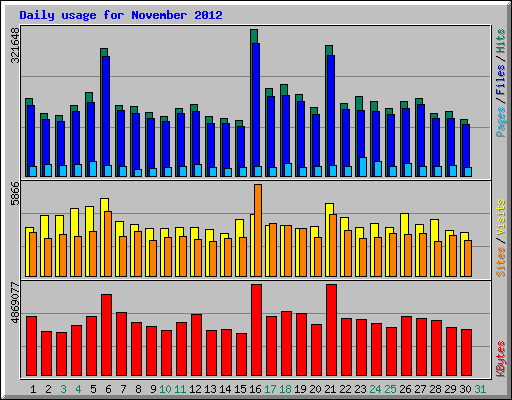 Daily usage for November 2012
321648
Pages / Files / Hits
5866
Sites / Visits
4869077
KBytes
1 2 3 4 5 6 7 8 9 10 11 12 13 14 15 16 17 18 19 20 21 22 23 24 25 26 27 28 29 30 31